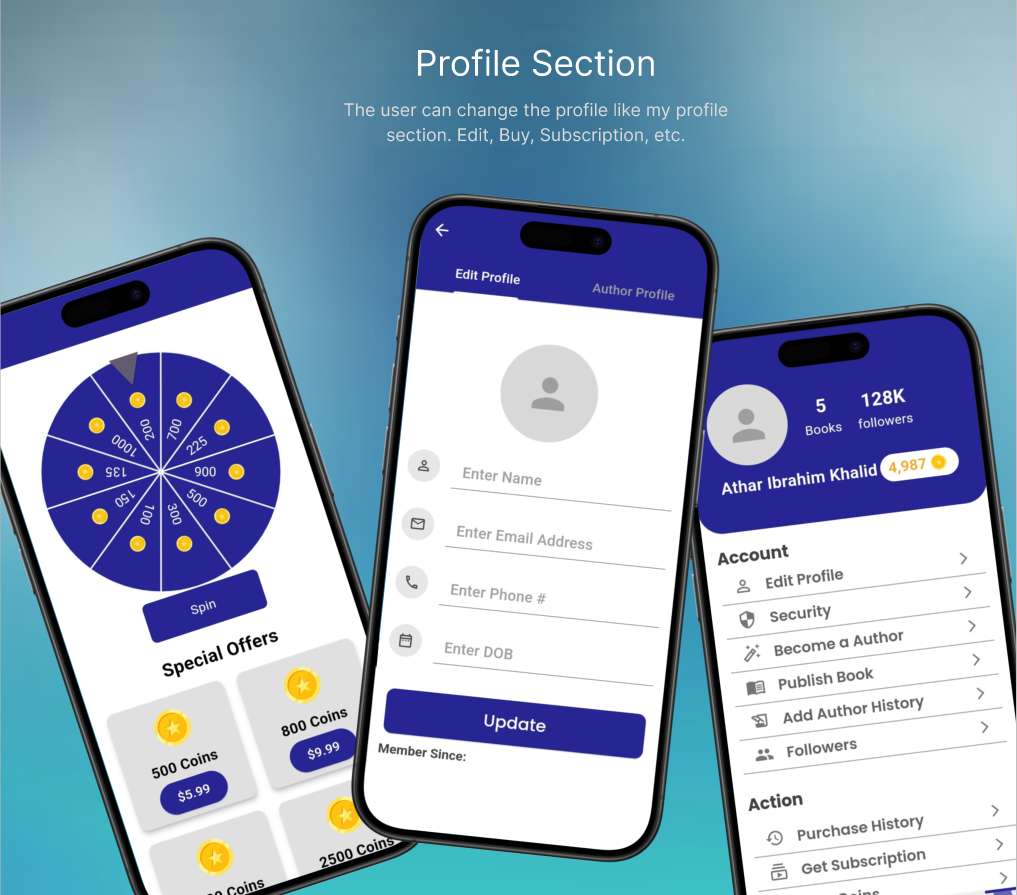 Profile Section
The user can change the profile like my profile
section. Edit, Buy, Subscription, etc.
200
700
225
900
500
300
100
150
135
1000
Spin
Special Offers
500 Coins
$5.99
800 Coins
$9.99
2500 Coins
Edit Profile
Author Profile
Enter Name
Enter Email Address
Enter Phone #
Enter DOB
Update
Member Since:
5
Books
128K
followers
Athar Ibrahim Khalid
4,987
Account
Edit Profile
Security
Become a Author
Publish Book
Add Author History
Followers
Action
Purchase History
Get Subscription
Coins